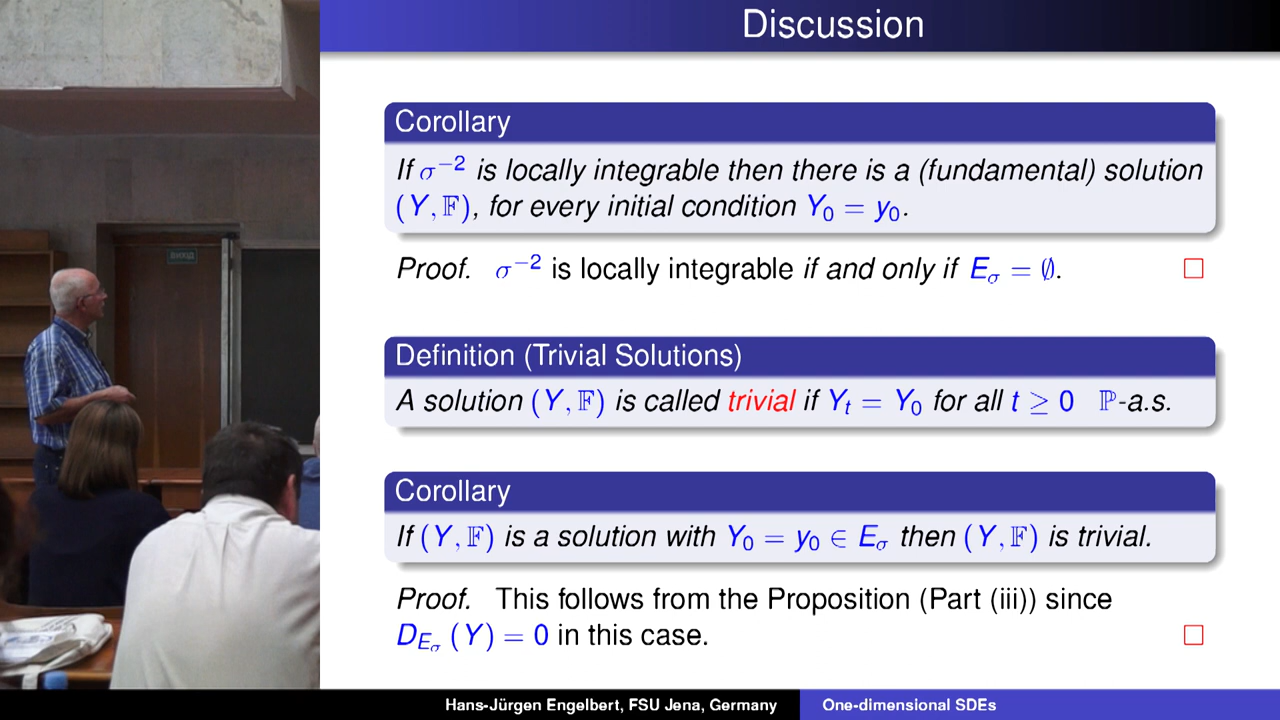 Discussion
Corollary
If σ⁻² is locally integrable then there is a (fundamental) solution
(Y, 𝔽), for every initial condition Y₀ = y₀.
Proof. σ⁻² is locally integrable if and only if E_σ = ∅. □
Definition (Trivial Solutions)
A solution (Y, 𝔽) is called trivial if Yₜ = Y₀ for all t ≥ 0 ℙ-a.s.
Corollary
If (Y, 𝔽) is a solution with Y₀ = y₀ ∈ E_σ then (Y, 𝔽) is trivial.
Proof. This follows from the Proposition (Part (iii)) since
D_{E_σ}(Y) = 0 in this case. □
Hans-Jürgen Engelbert, FSU Jena, Germany One-dimensional SDEs
ВИХІД